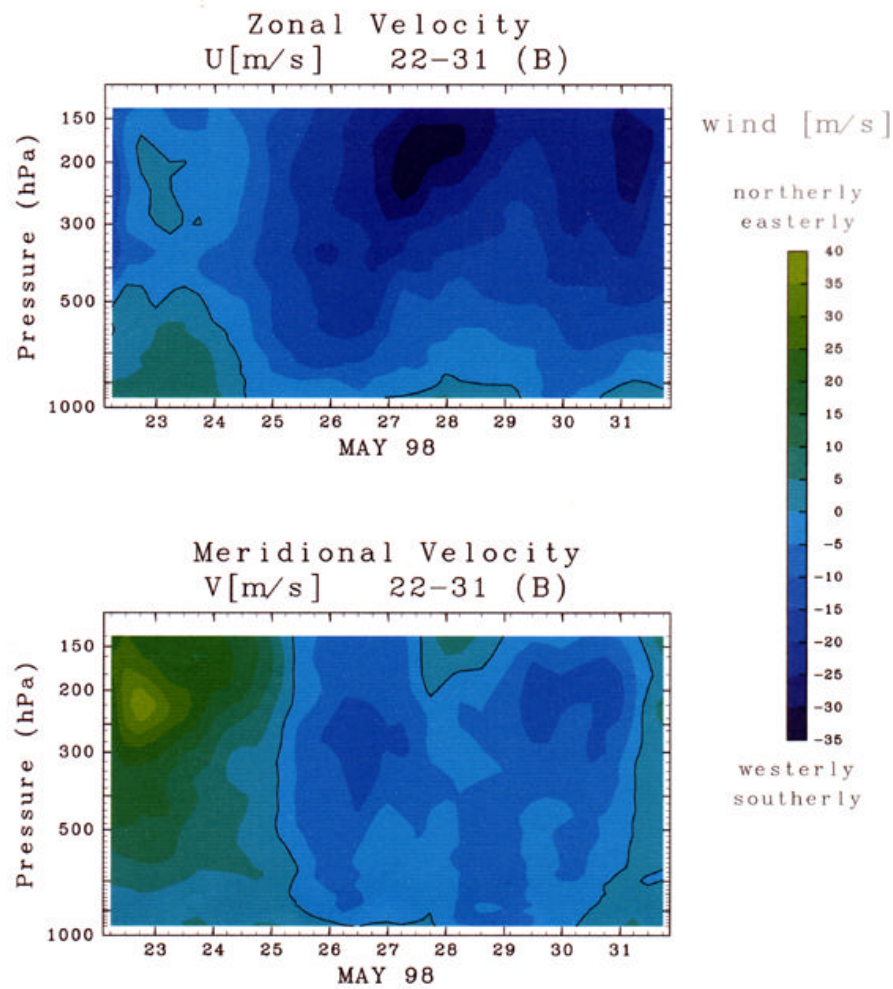 Zonal Velocity
U[m/s] 22-31 (B)
Pressure (hPa)
150
200
300
500
1000
23 24 25 26 27 28 29 30 31
MAY 98
wind [m/s]
northerly
easterly
40
35
30
25
20
15
10
5
0
-5
-10
-15
-20
-25
-30
-35
westerly
southerly
Meridional Velocity
V[m/s] 22-31 (B)
Pressure (hPa)
150
200
300
500
1000
23 24 25 26 27 28 29 30 31
MAY 98